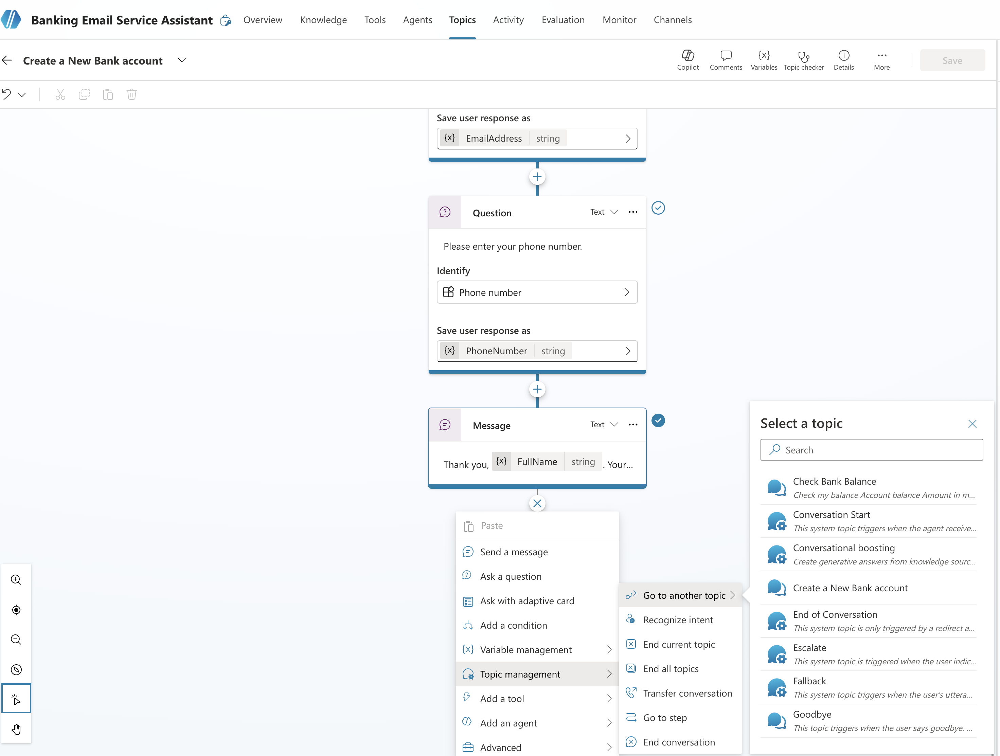 Banking Email Service Assistant
Overview
Knowledge
Tools
Agents
Topics
Activity
Evaluation
Monitor
Channels
Create a New Bank account
Copilot
Comments
{x}
Variables
Topic checker
Details
More
Save
Save user response as
{x} EmailAddress string
Question
Text
Please enter your phone number.
Identify
Phone number
Save user response as
{x} PhoneNumber string
Message
Text
Thank you, {x} FullName string . Your...
Paste
Send a message
Ask a question
Ask with adaptive card
Add a condition
{x} Variable management
Topic management
Add a tool
Add an agent
Advanced
Go to another topic
Recognize intent
End current topic
End all topics
Transfer conversation
Go to step
End conversation
Select a topic
Search
Check Bank Balance
Check my balance Account balance Amount in m...
Conversation Start
This system topic triggers when the agent receive...
Conversational boosting
Create generative answers from knowledge sourc...
Create a New Bank account
End of Conversation
This system topic is only triggered by a redirect a...
Escalate
This system topic is triggered when the user indic...
Fallback
This system topic triggers when the user's uttera...
Goodbye
This topic triggers when the user says goodbye. ...